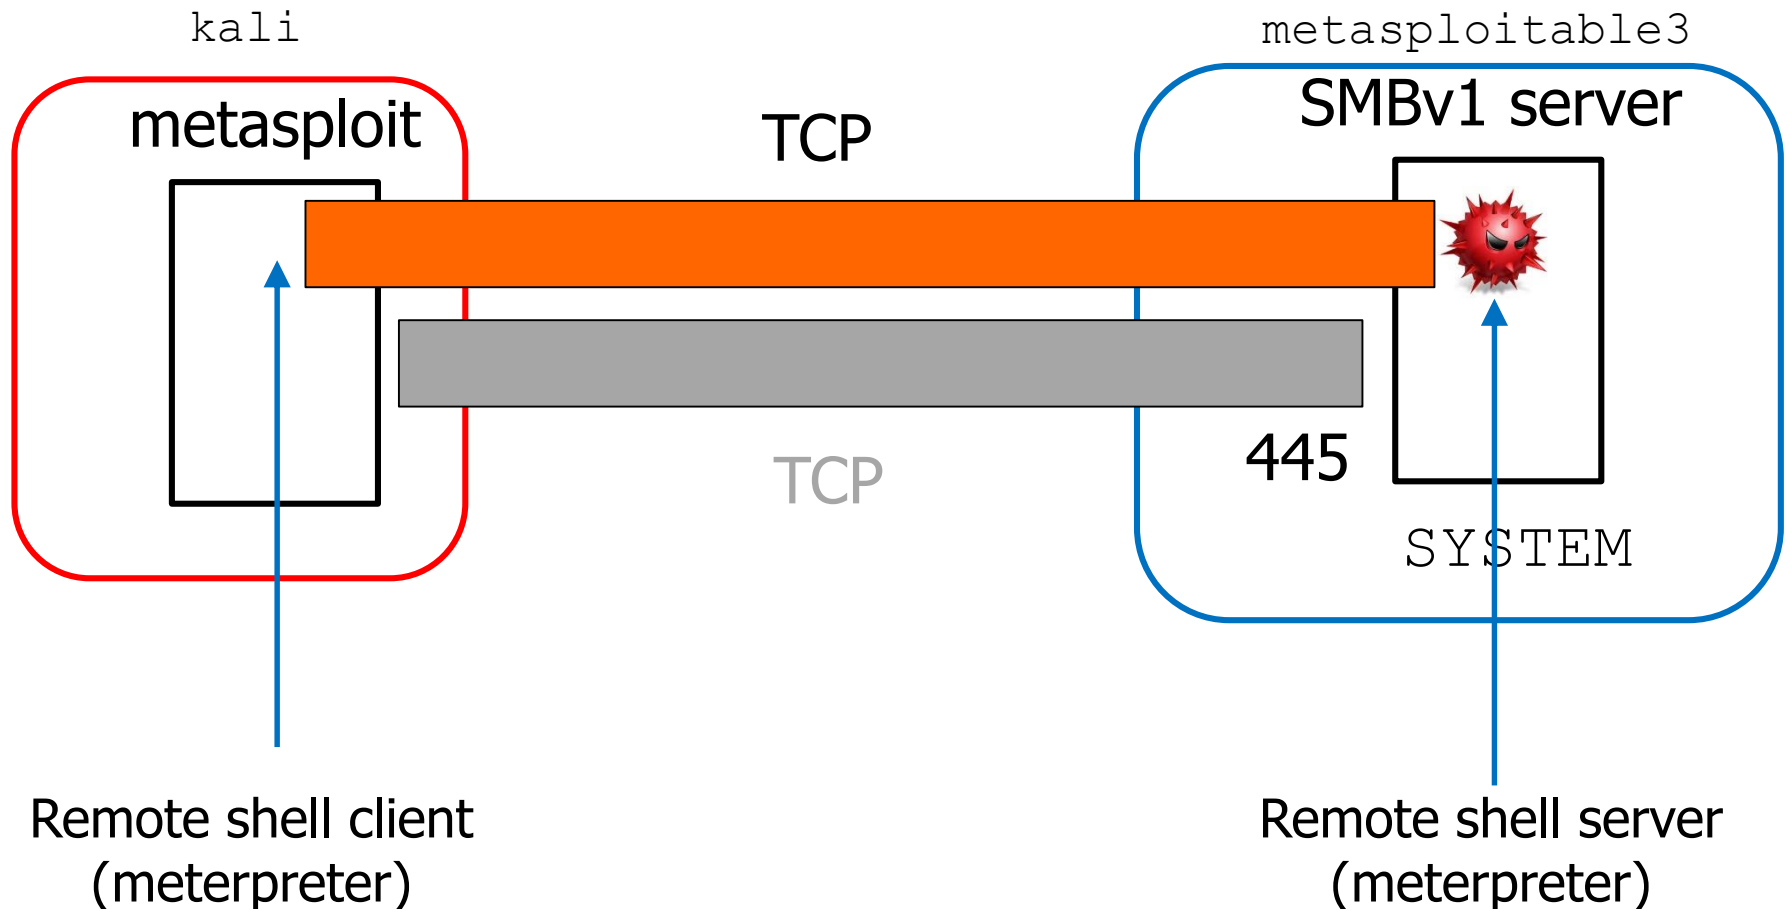 kali
metasploitable3
metasploit
SMBv1 server
TCP
TCP
445
SYSTEM
Remote shell client
(meterpreter)
Remote shell server
(meterpreter)